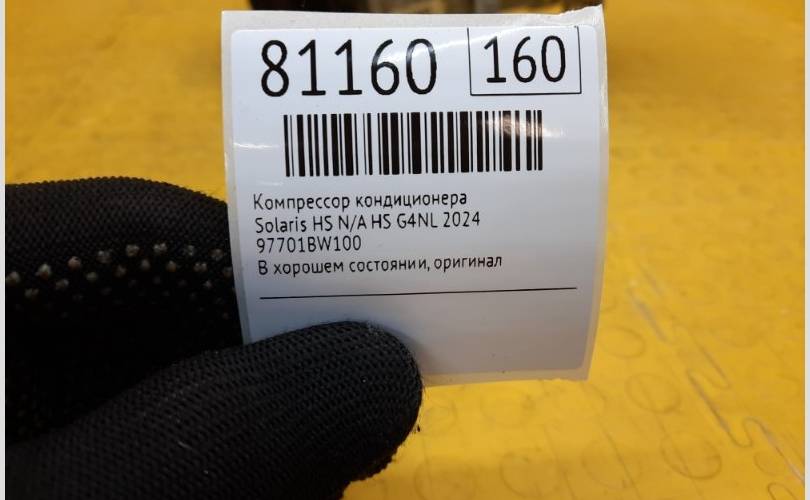 81160 160
Компрессор кондиционера
Solaris HS N/A HS G4NL 2024
97701BW100
В хорошем состоянии, оригинал